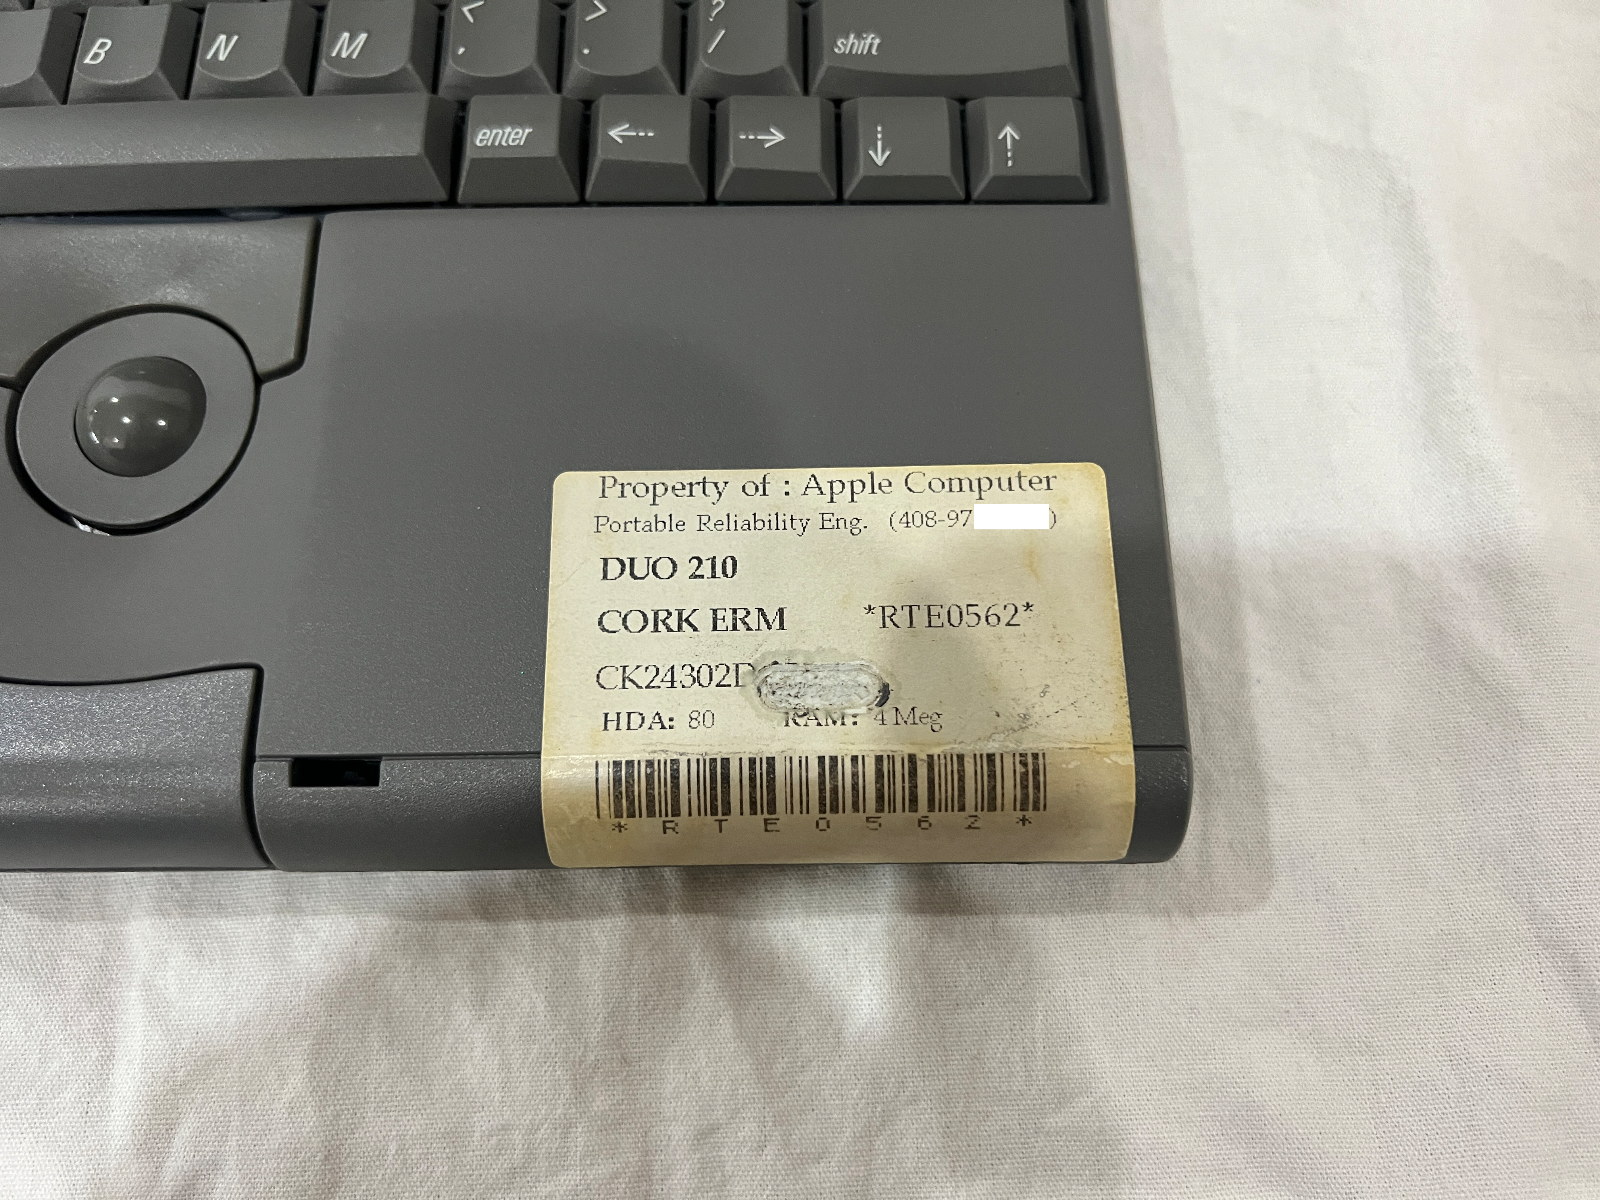 B N M < , > . ? / shift
enter
Property of : Apple Computer
Portable Reliability Eng. (408-97 )
DUO 210
CORK ERM *RTE0562*
CK24302D
HDA: 80 RAM: 4 Meg
*RTE0562*